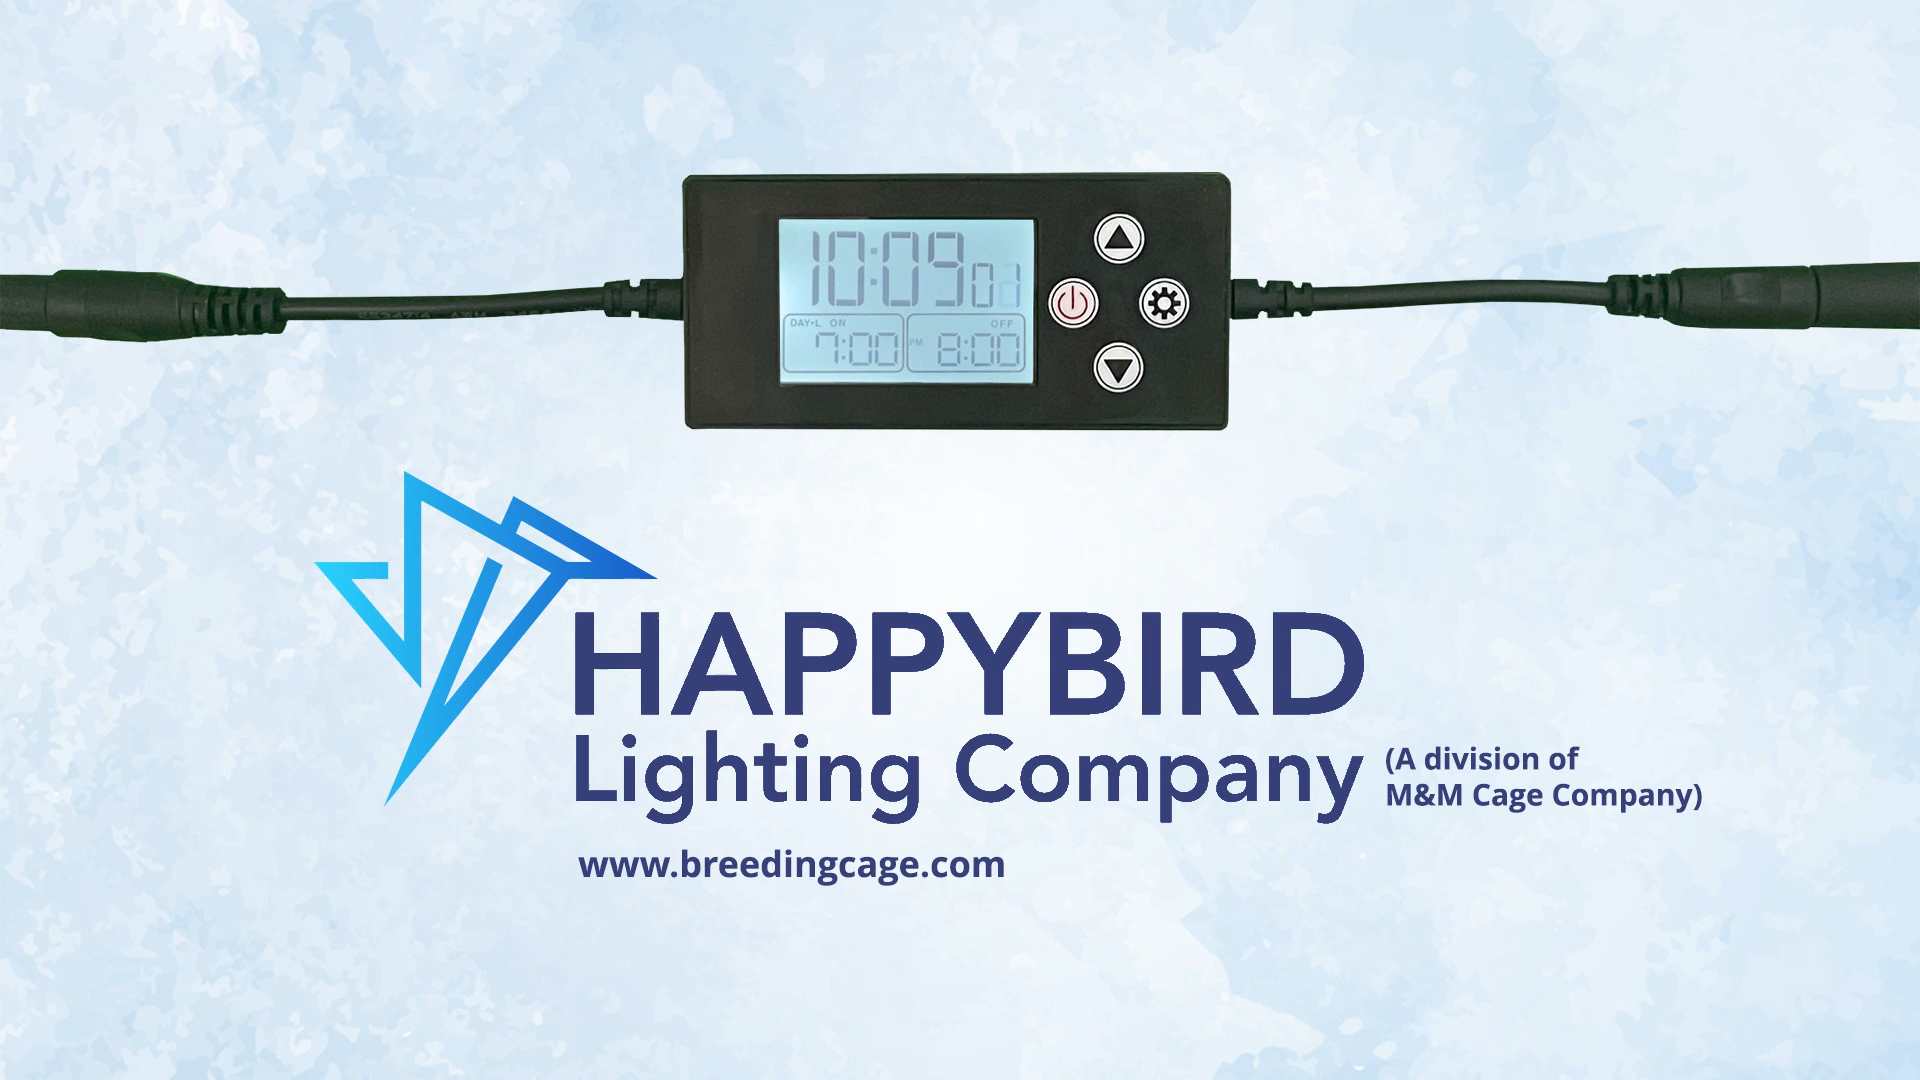 10:09 01
DAY•L ON
OFF
7:00
PM 8:00
HAPPYBIRD
Lighting Company
(A division of
M&M Cage Company)
www.breedingcage.com